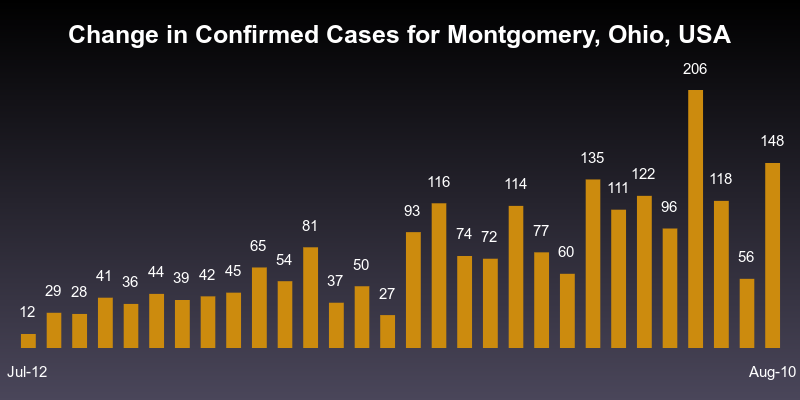 Change in Confirmed Cases for Montgomery, Ohio, USA
12 29 28 41 36 44 39 42 45 65 54 81 37 50 27 93 116 74 72 114 77 60 135 111 122 96 206 118 56 148
Jul-12 Aug-10